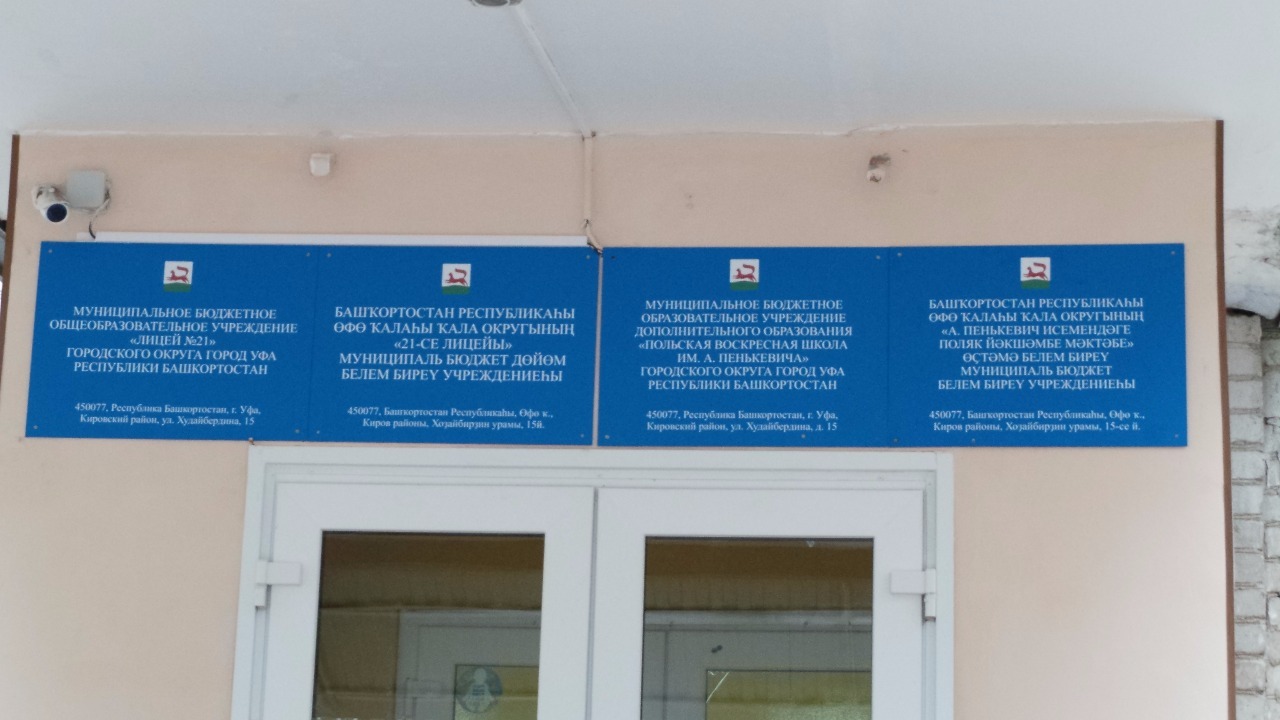 МУНИЦИПАЛЬНОЕ БЮДЖЕТНОЕ
ОБЩЕОБРАЗОВАТЕЛЬНОЕ УЧРЕЖДЕНИЕ
«ЛИЦЕЙ №21»
ГОРОДСКОГО ОКРУГА ГОРОД УФА
РЕСПУБЛИКИ БАШКОРТОСТАН
450077, Республика Башкортостан, г. Уфа,
Кировский район, ул. Худайбердина, 15
БАШҠОРТОСТАН РЕСПУБЛИКАҺЫ
ӨФӨ ҠАЛАҺЫ ҠАЛА ОКРУГЫНЫҢ
«21-СЕ ЛИЦЕЙЫ»
МУНИЦИПАЛЬ БЮДЖЕТ ДӨЙӨМ
БЕЛЕМ БИРЕҮ УЧРЕЖДЕНИЕҺЫ
450077, Башҡортостан Республикаһы, Өфө ҡ.,
Киров районы, Хоҙайбирҙин урамы, 15й.
МУНИЦИПАЛЬНОЕ БЮДЖЕТНОЕ
ОБРАЗОВАТЕЛЬНОЕ УЧРЕЖДЕНИЕ
ДОПОЛНИТЕЛЬНОГО ОБРАЗОВАНИЯ
«ПОЛЬСКАЯ ВОСКРЕСНАЯ ШКОЛА
ИМ. А. ПЕНЬКЕВИЧА»
ГОРОДСКОГО ОКРУГА ГОРОД УФА
РЕСПУБЛИКИ БАШКОРТОСТАН
450077, Республика Башкортостан, г. Уфа,
Кировский район, ул. Худайбердина, д. 15
БАШҠОРТОСТАН РЕСПУБЛИКАҺЫ
ӨФӨ ҠАЛАҺЫ ҠАЛА ОКРУГЫНЫҢ
«А. ПЕНЬКЕВИЧ ИСЕМЕНДӘГЕ
ПОЛЯК ЙӘКШӘМБЕ МӘКТӘБЕ»
ӨҪТӘМӘ БЕЛЕМ БИРЕҮ
МУНИЦИПАЛЬ БЮДЖЕТ
БЕЛЕМ БИРЕҮ УЧРЕЖДЕНИЕҺЫ
450077, Башҡортостан Республикаһы, Өфө ҡ.,
Киров районы, Хоҙайбирҙин урамы, 15-се й.